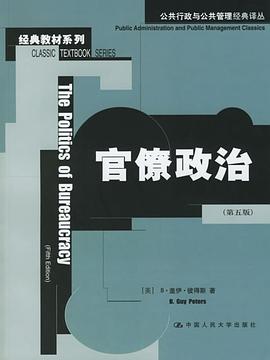 公共行政与公共管理经典译丛
Public Administration and Public Management Classics
经典教材系列
CLASSIC TEXTBOOK SERIES
The Politics of Bureaucracy
(Fifth Edition)
官僚政治
(第五版)
[美] B·盖伊·彼得斯 著
B. Guy Peters
中国人民大学出版社